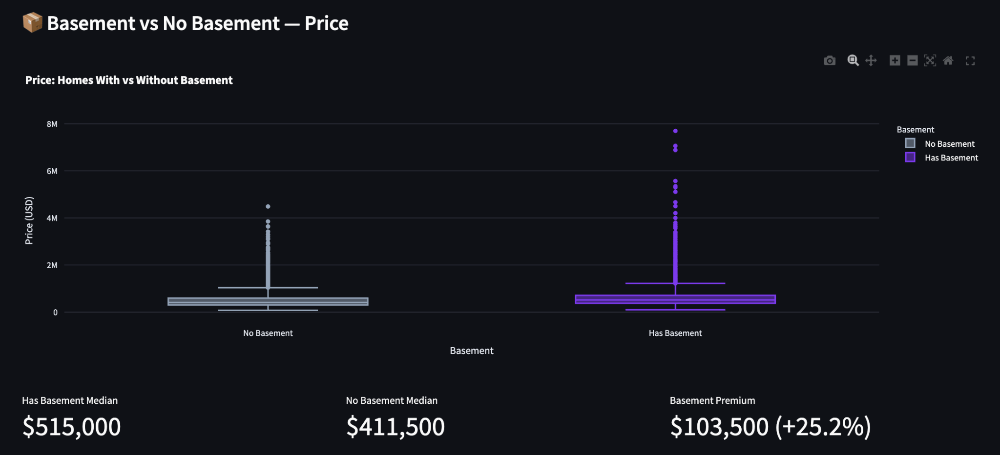 📦 Basement vs No Basement — Price
Price: Homes With vs Without Basement
8M
6M
4M
2M
0
Price (USD)
No Basement
Has Basement
Basement
Basement
No Basement
Has Basement
Has Basement Median
$515,000
No Basement Median
$411,500
Basement Premium
$103,500 (+25.2%)